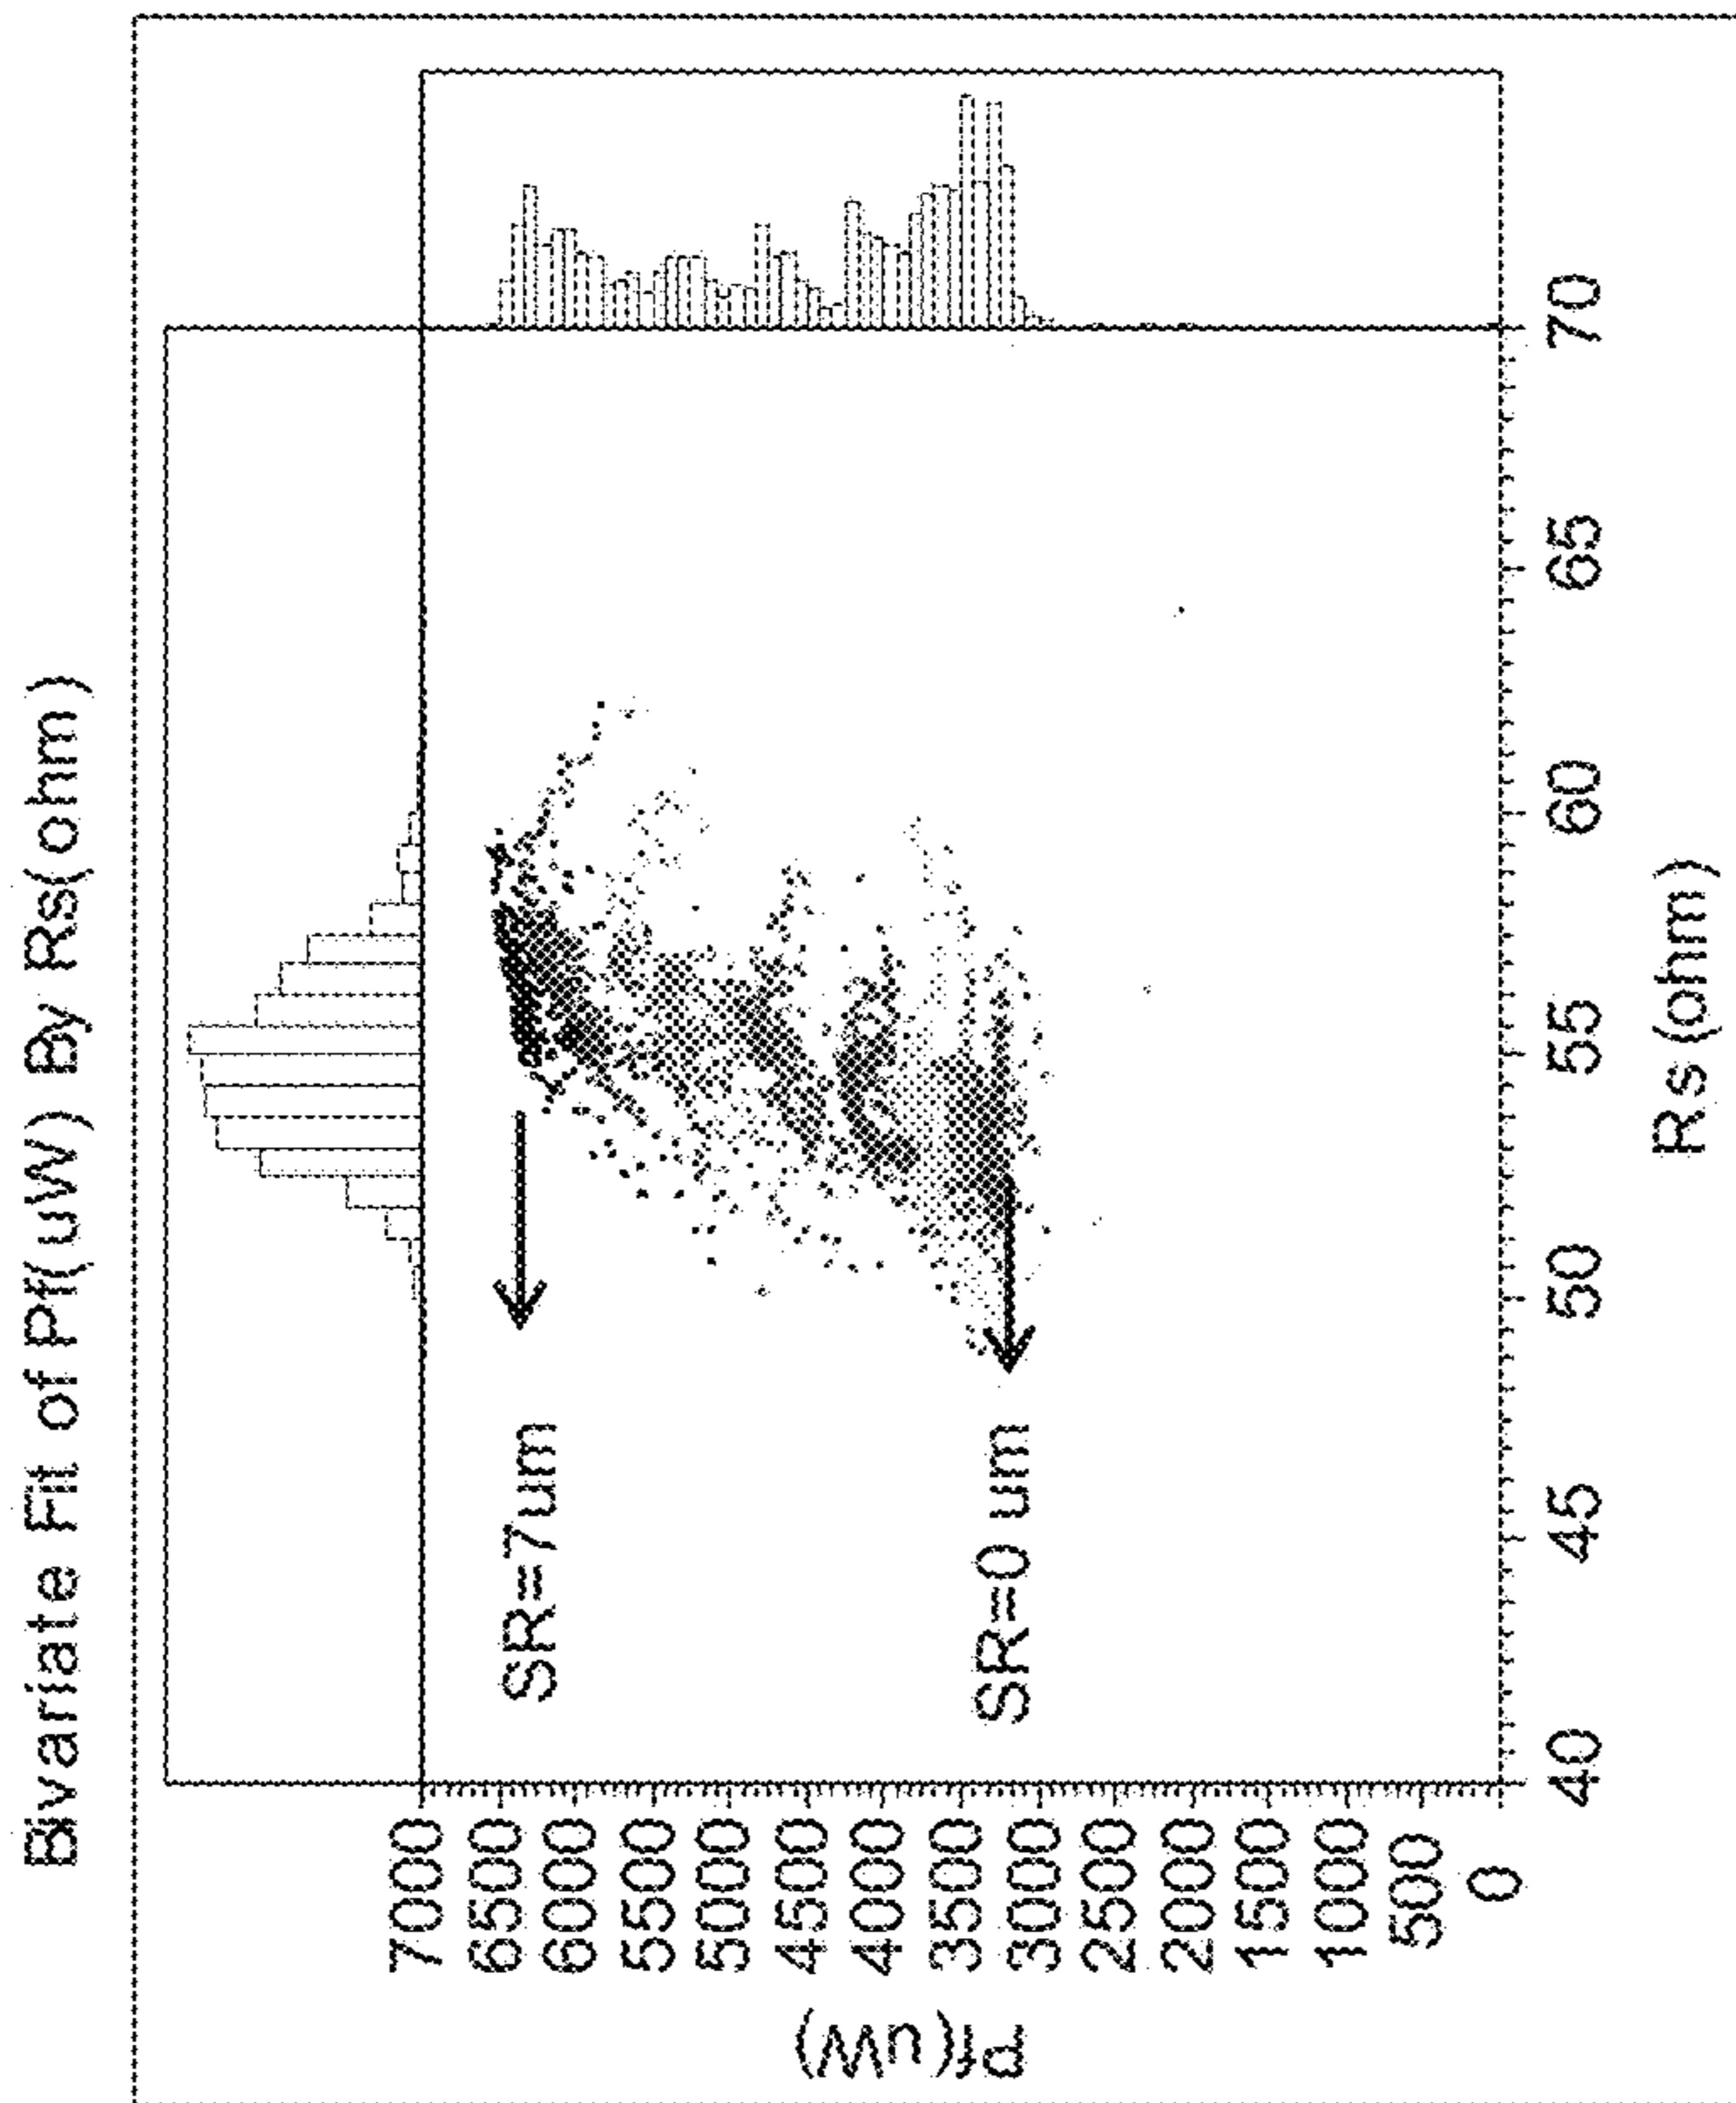 Bivariate Fit of Pf(uW) By Rs(ohm)
Pf(uW)
7000
6500
6000
5500
5000
4500
4000
3500
3000
2500
2000
1500
1000
500
0
SR=7um
SR=0 um
40 45 50 55 60 65 70
Rs(ohm)